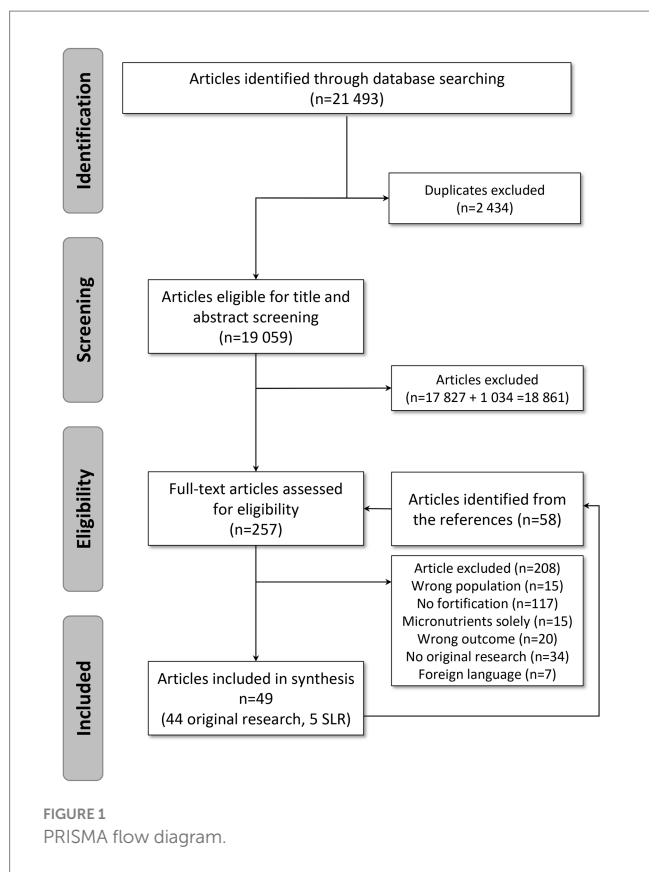 Identification
Articles identified through database searching
(n=21 493)
Duplicates excluded
(n=2 434)
Screening
Articles eligible for title and
abstract screening
(n=19 059)
Articles excluded
(n=17 827 + 1 034 =18 861)
Eligibility
Full-text articles assessed
for eligibility
(n=257)
Articles identified from
the references (n=58)
Article excluded (n=208)
Wrong population (n=15)
No fortification (n=117)
Micronutrients solely (n=15)
Wrong outcome (n=20)
No original research (n=34)
Foreign language (n=7)
Included
Articles included in synthesis
n=49
(44 original research, 5 SLR)
FIGURE 1
PRISMA flow diagram.